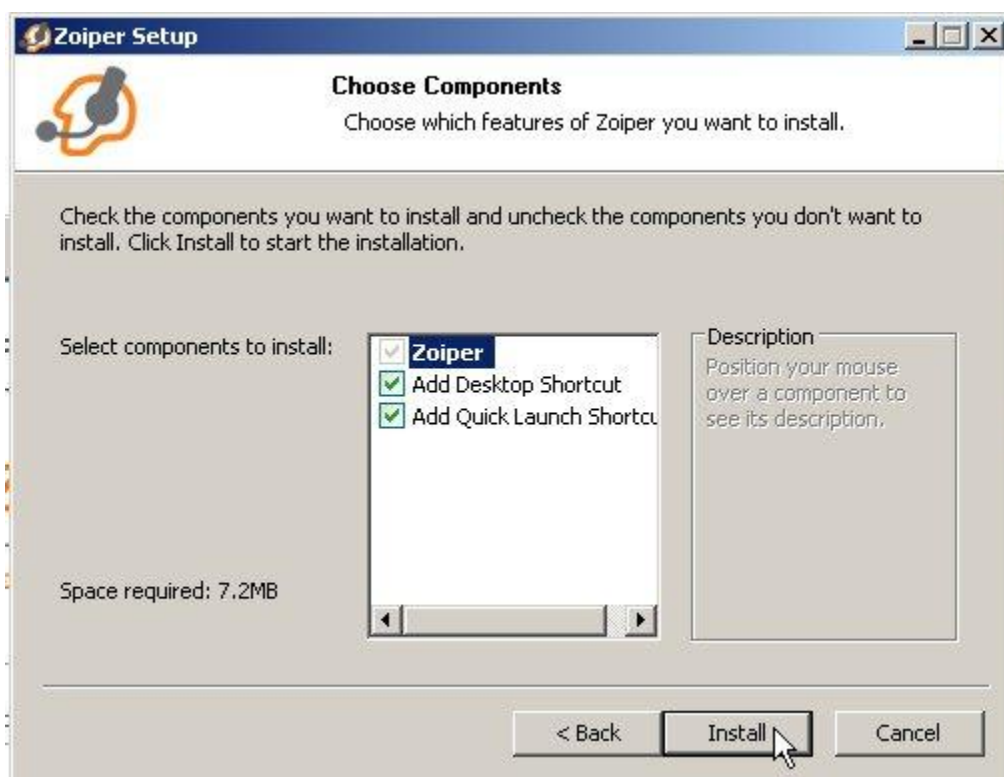 Zoiper Setup
Choose Components
Choose which features of Zoiper you want to install.
Check the components you want to install and uncheck the components you don't want to
install. Click Install to start the installation.
Select components to install:
Zoiper
Add Desktop Shortcut
Add Quick Launch Shortcu
Description
Position your mouse
over a component to
see its description.
Space required: 7.2MB
< Back
Install
Cancel